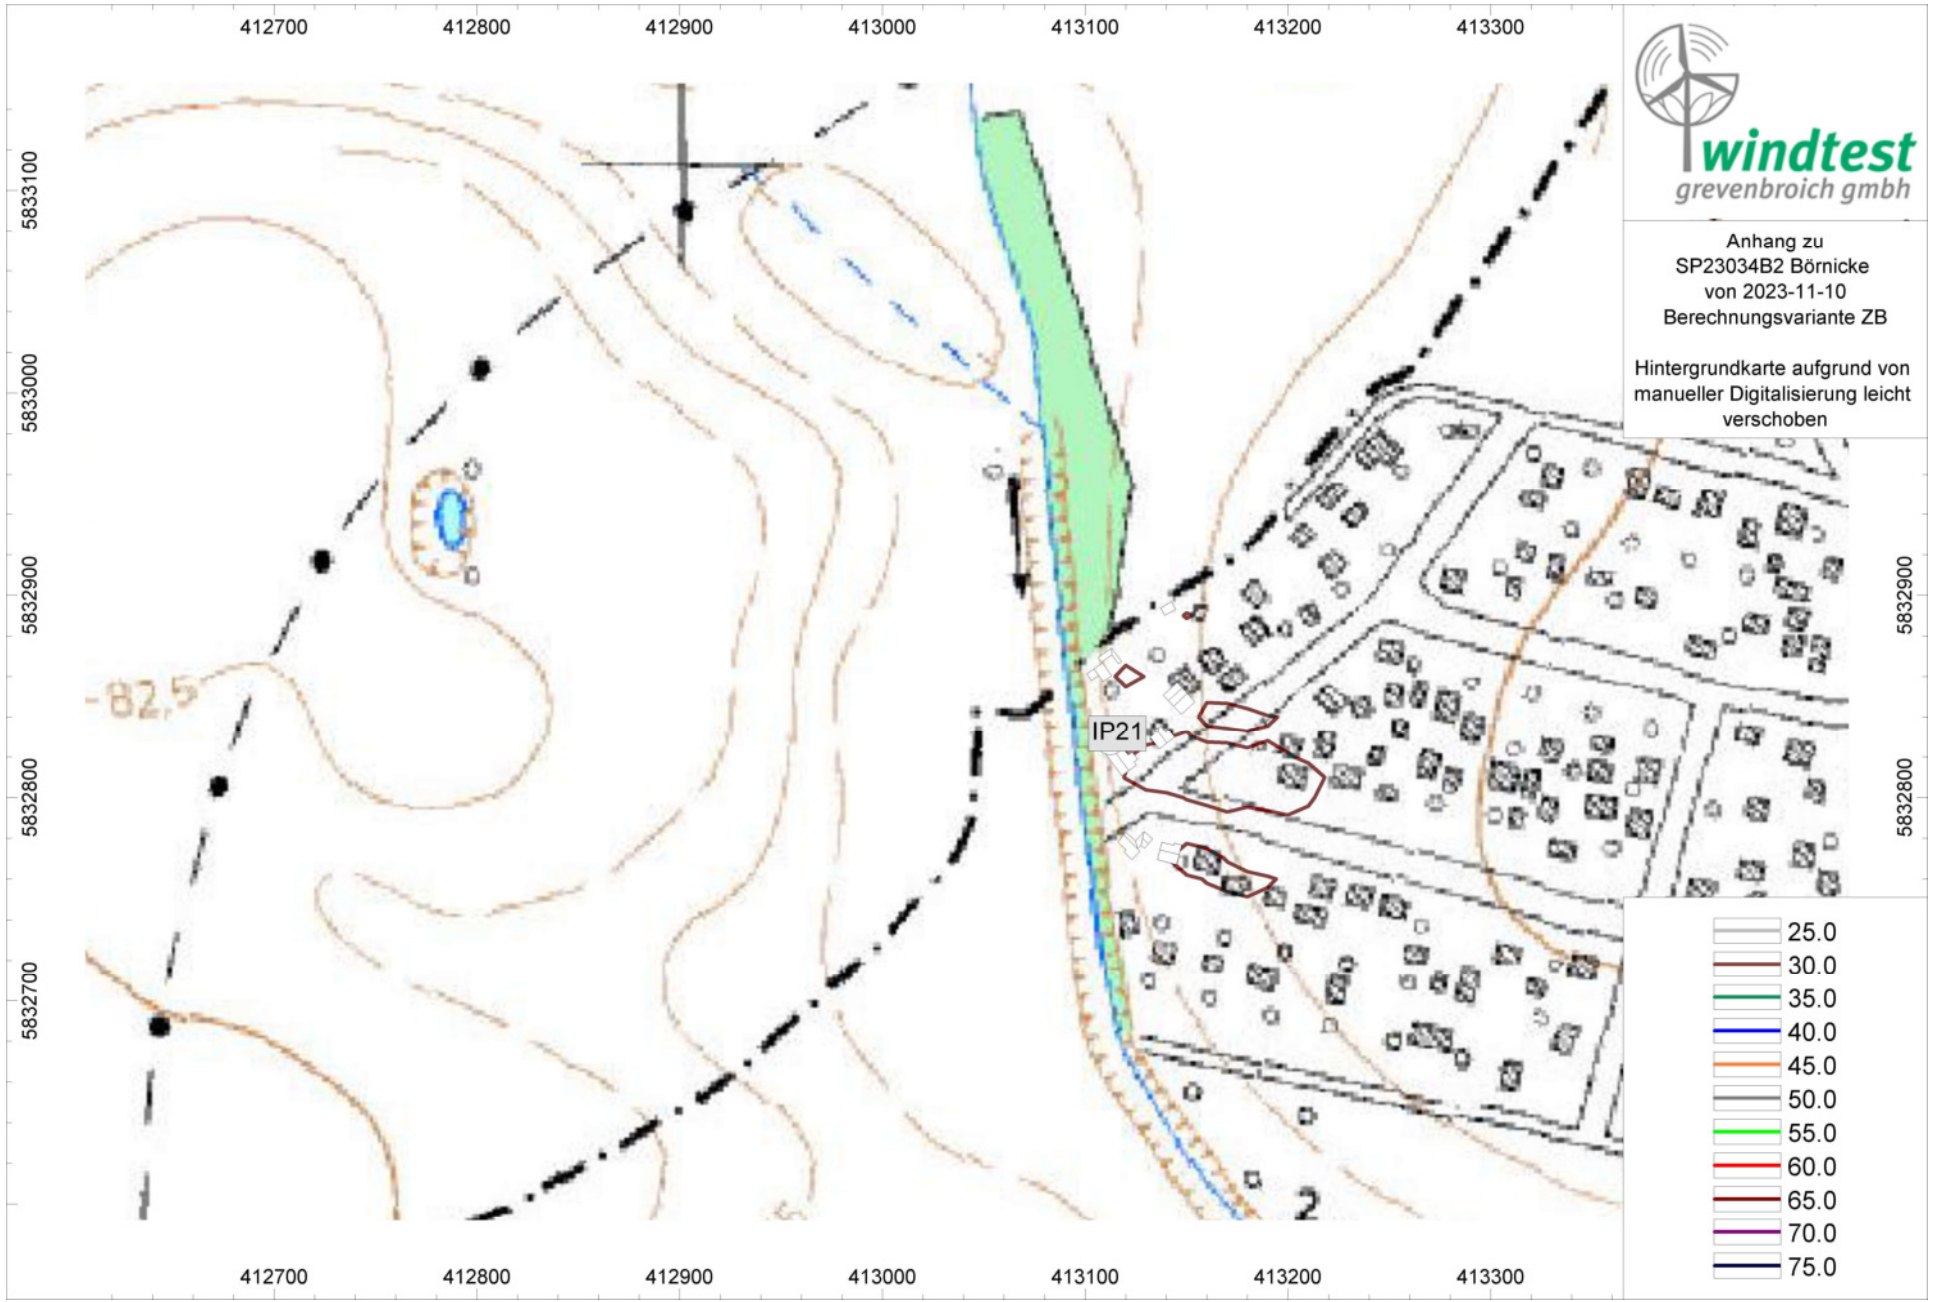 412700 412800 412900 413000 413100 413200 413300
windtest
grevenbroich gmbh
Anhang zu
SP23034B2 Börnicke
von 2023-11-10
Berechnungsvariante ZB
Hintergrundkarte aufgrund von
manueller Digitalisierung leicht
verschoben
5833100
5833000
5832900
5832800
5832700
5832900
5832800
82,5
IP21
5
2
25.0
30.0
35.0
40.0
45.0
50.0
55.0
60.0
65.0
70.0
75.0
412700 412800 412900 413000 413100 413200 413300